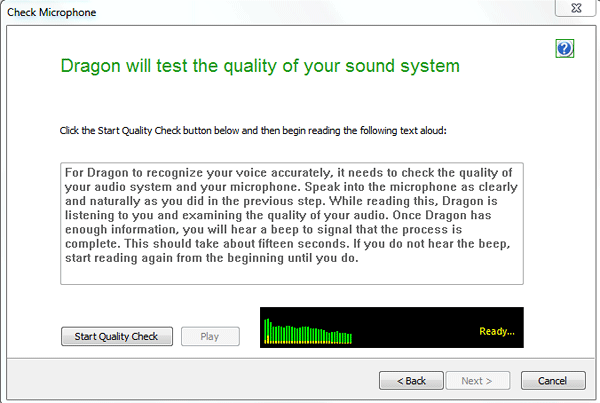 Check Microphone
Dragon will test the quality of your sound system
Click the Start Quality Check button below and then begin reading the following text aloud:
For Dragon to recognize your voice accurately, it needs to check the quality of
your audio system and your microphone. Speak into the microphone as clearly
and naturally as you did in the previous step. While reading this, Dragon is
listening to you and examining the quality of your audio. Once Dragon has
enough information, you will hear a beep to signal that the process is
complete. This should take about fifteen seconds. If you do not hear the beep,
start reading again from the beginning until you do.
Start Quality Check Play Ready...
< Back Next > Cancel